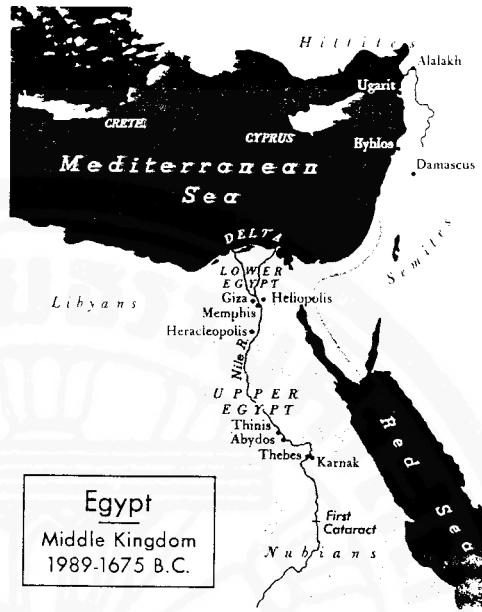 Hittites
Alalakh
Ugarit
CRETE
CYPRUS
Byblos
Mediterranean
Sea
Damascus
DELTA
Semites
LOWER
EGYPT
Libyans
Giza
Heliopolis
Memphis
Heracleopolis
Nile R.
UPPER
EGYPT
Thinis
Abydos
Thebes
Karnak
Red Sea
First
Cataract
Nubians
Egypt
Middle Kingdom
1989-1675 B.C.